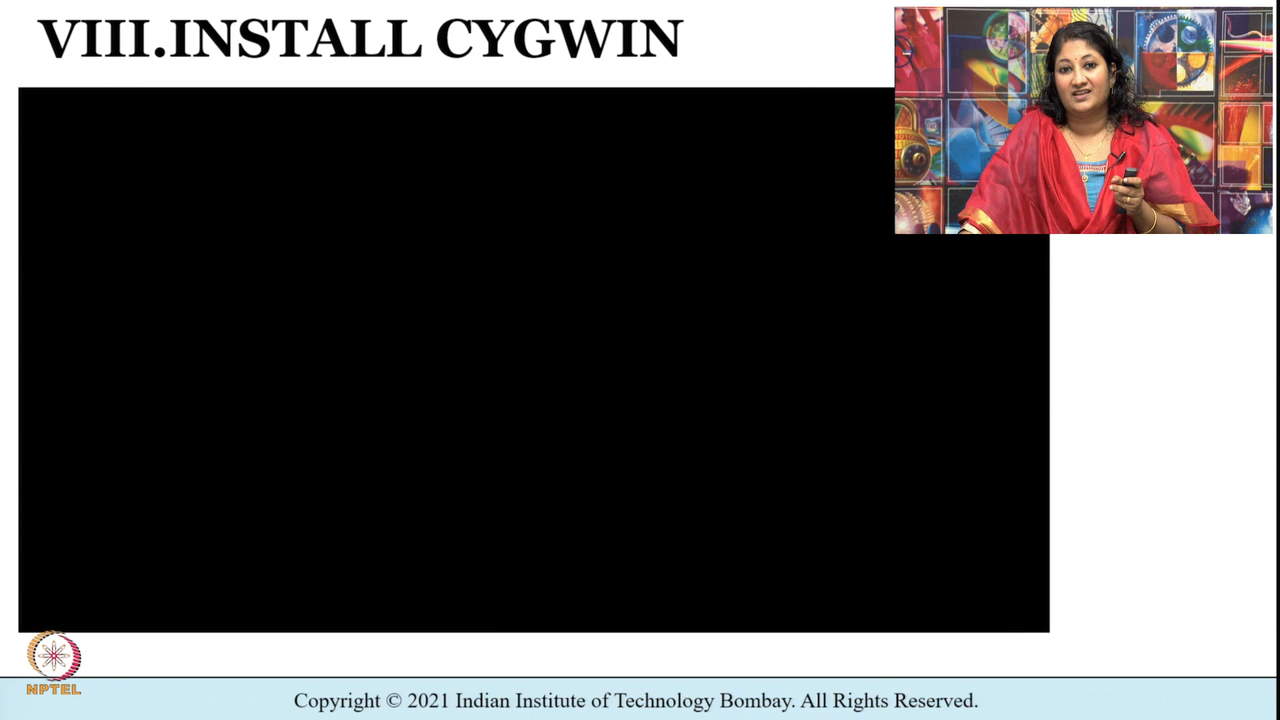 VIII.INSTALL CYGWIN
NPTEL
Copyright © 2021 Indian Institute of Technology Bombay. All Rights Reserved.